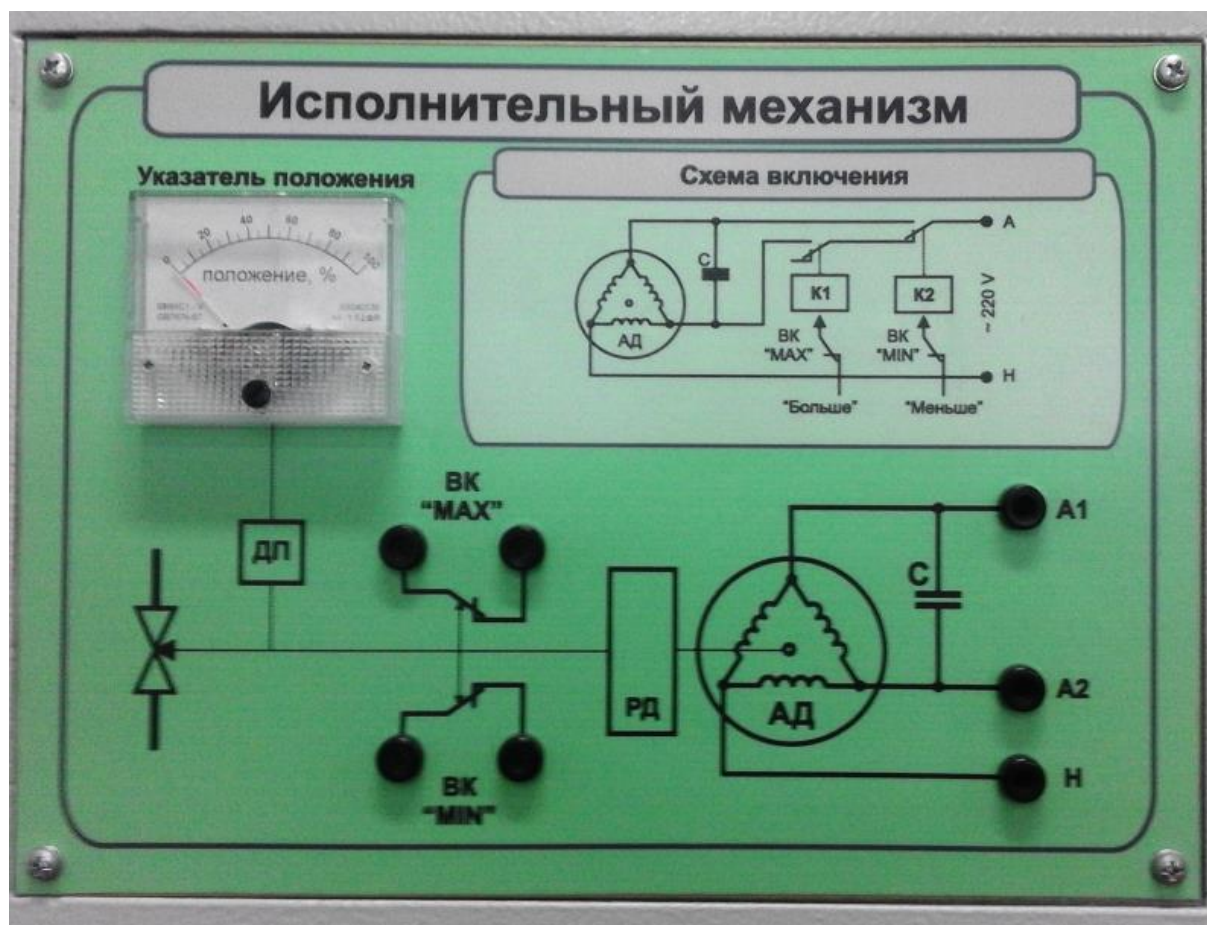 Исполнительный механизм
Указатель положения
0 20 40 60 80 100
положение, %
Схема включения
A
C
K1
K2
~ 220 V
АД
ВК
"MAX"
ВК
"MIN"
H
"Больше"
"Меньше"
ВК
"MAX"
A1
ДП
C
A2
РД
АД
H
ВК
"MIN"